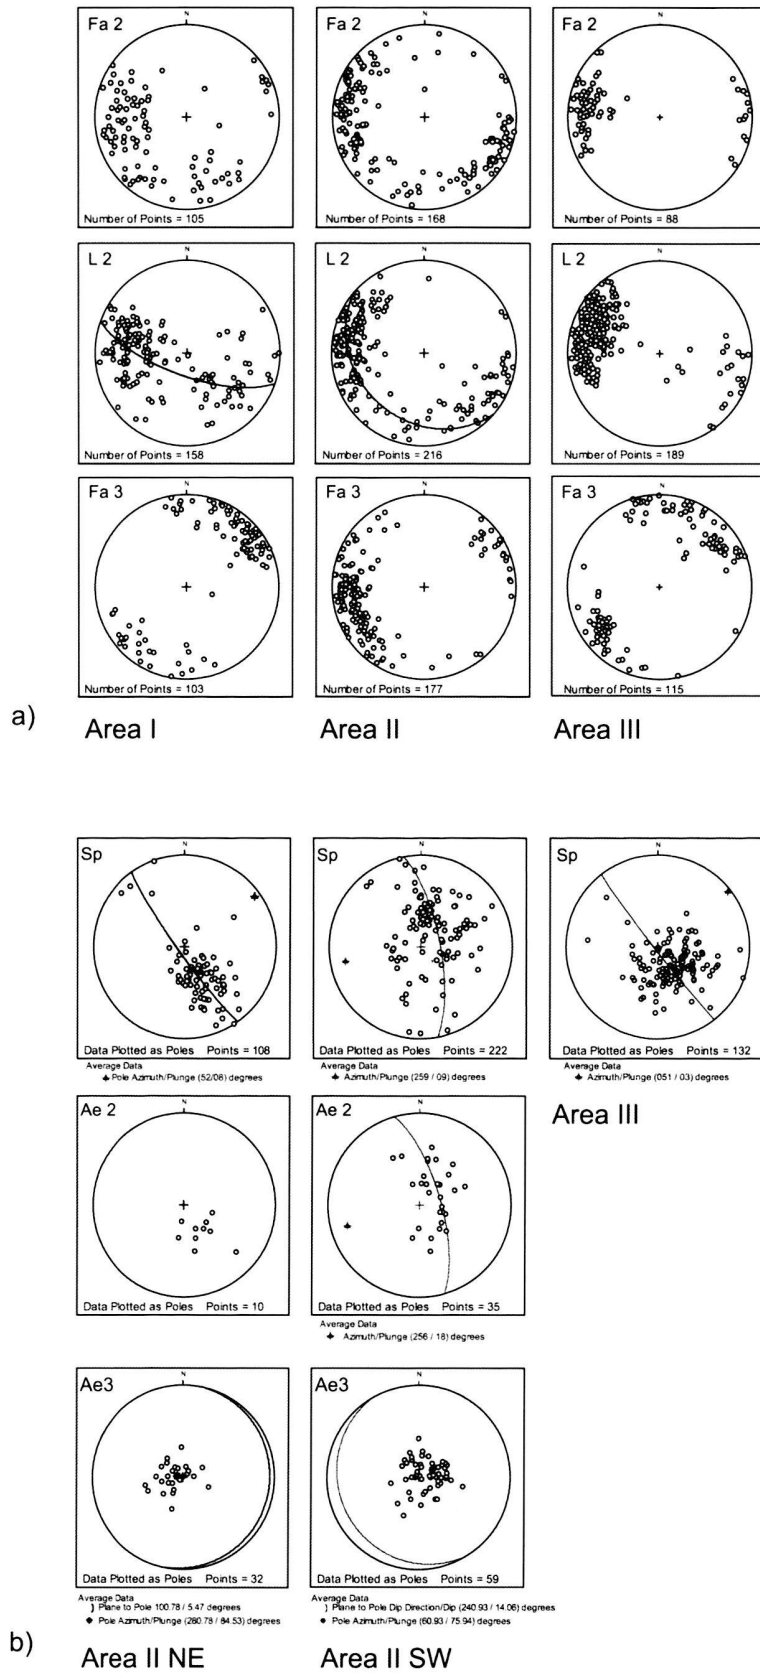 N
N
N
Fa 2
Fa 2
Fa 2
Number of Points = 105
Number of Points = 168
Number of Points = 88
N
N
N
L 2
L 2
L 2
Number of Points = 158
Number of Points = 216
Number of Points = 189
N
N
N
Fa 3
Fa 3
Fa 3
Number of Points = 103
Number of Points = 177
Number of Points = 115
a)
Area I
Area II
Area III
N
N
N
Sp
Sp
Sp
Data Plotted as Poles Points = 108
Data Plotted as Poles Points = 222
Data Plotted as Poles Points = 132
Average Data
Pole Azimuth/Plunge (52/06) degrees
Average Data
Azimuth/Plunge (259 / 09) degrees
Average Data
Azimuth/Plunge (051 / 03) degrees
Area III
N
N
Ae 2
Ae 2
Data Plotted as Poles Points = 10
Data Plotted as Poles Points = 35
Average Data
Azimuth/Plunge (256 / 18) degrees
N
N
Ae3
Ae3
Data Plotted as Poles Points = 32
Data Plotted as Poles Points = 59
Average Data
Plane to Pole 100.78 / 5.47 degrees
Pole Azimuth/Plunge (280.78 / 84.53) degrees
Average Data
Plane to Pole Dip Direction/Dip (240.93 / 14.06) degrees
Pole Azimuth/Plunge (60.93 / 75.94) degrees
b)
Area II NE
Area II SW